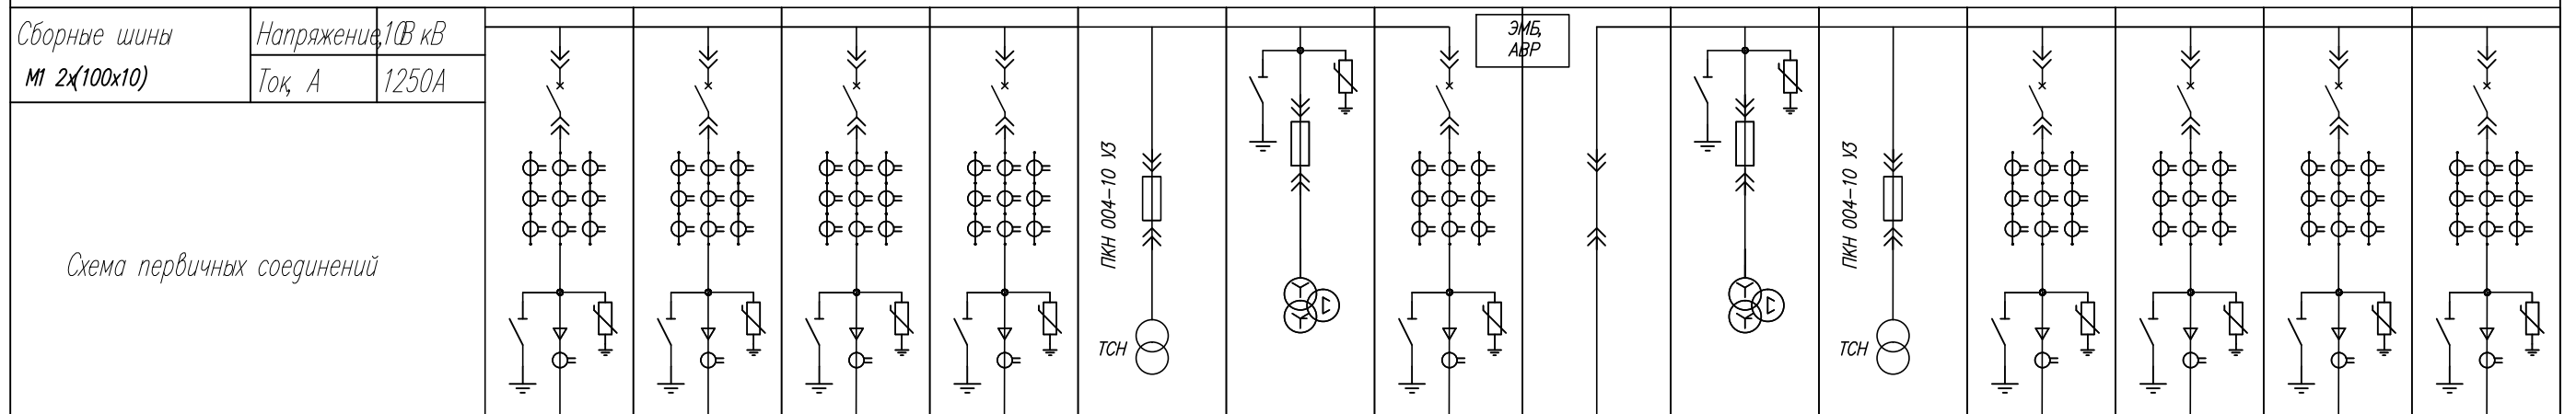 Сборные шины
М1 2х(100х10)
Напряжение, 10 кВ
Ток, А
1250А
Схема первичных соединений
ПКН 004-10 У3
ТСН
ЭМБ,
АВР
ПКН 004-10 У3
ТСН